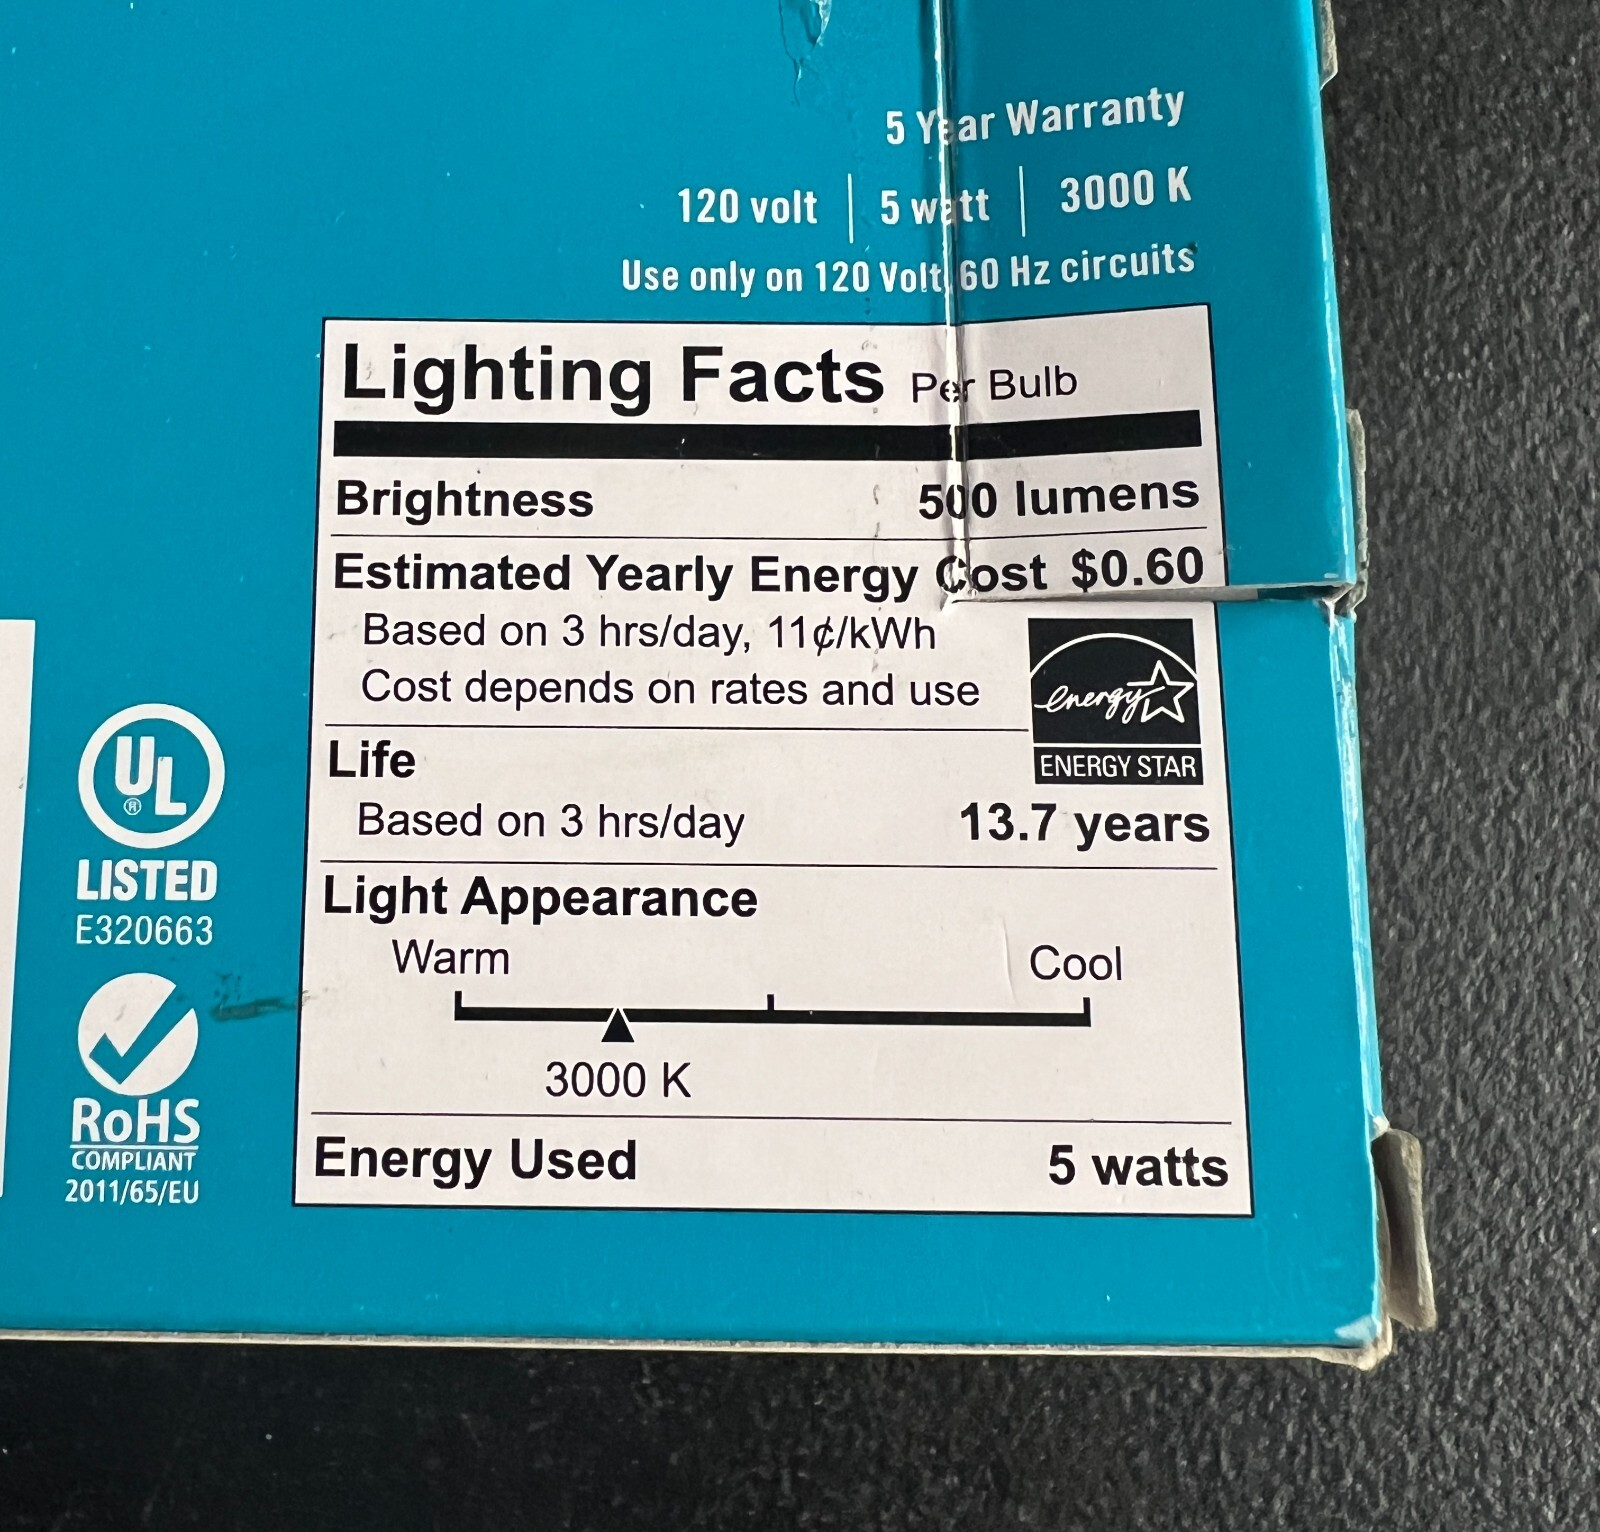 5 Year Warranty
120 volt | 5 watt | 3000 K
Use only on 120 Volt, 60 Hz circuits
Lighting Facts Per Bulb
Brightness 500 lumens
Estimated Yearly Energy Cost $0.60
Based on 3 hrs/day, 11¢/kWh
Cost depends on rates and use
energy
ENERGY STAR
Life
Based on 3 hrs/day 13.7 years
Light Appearance
Warm Cool
3000 K
Energy Used 5 watts
UL
®
LISTED
E320663
RoHS
COMPLIANT
2011/65/EU